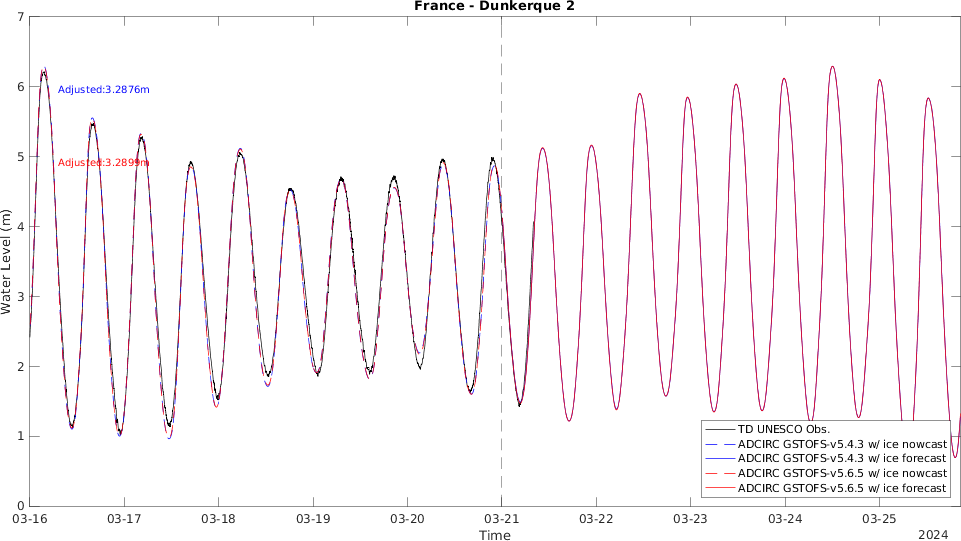 France - Dunkerque 2
7
6
5
4
3
2
1
0
Water Level (m)
Adjusted:3.2876m
Adjusted:3.2899m
TD UNESCO Obs.
ADCIRC GSTOFS-v5.4.3 w/ ice nowcast
ADCIRC GSTOFS-v5.4.3 w/ ice forecast
ADCIRC GSTOFS-v5.6.5 w/ ice nowcast
ADCIRC GSTOFS-v5.6.5 w/ ice forecast
03-16 03-17 03-18 03-19 03-20 03-21 03-22 03-23 03-24 03-25
Time
2024